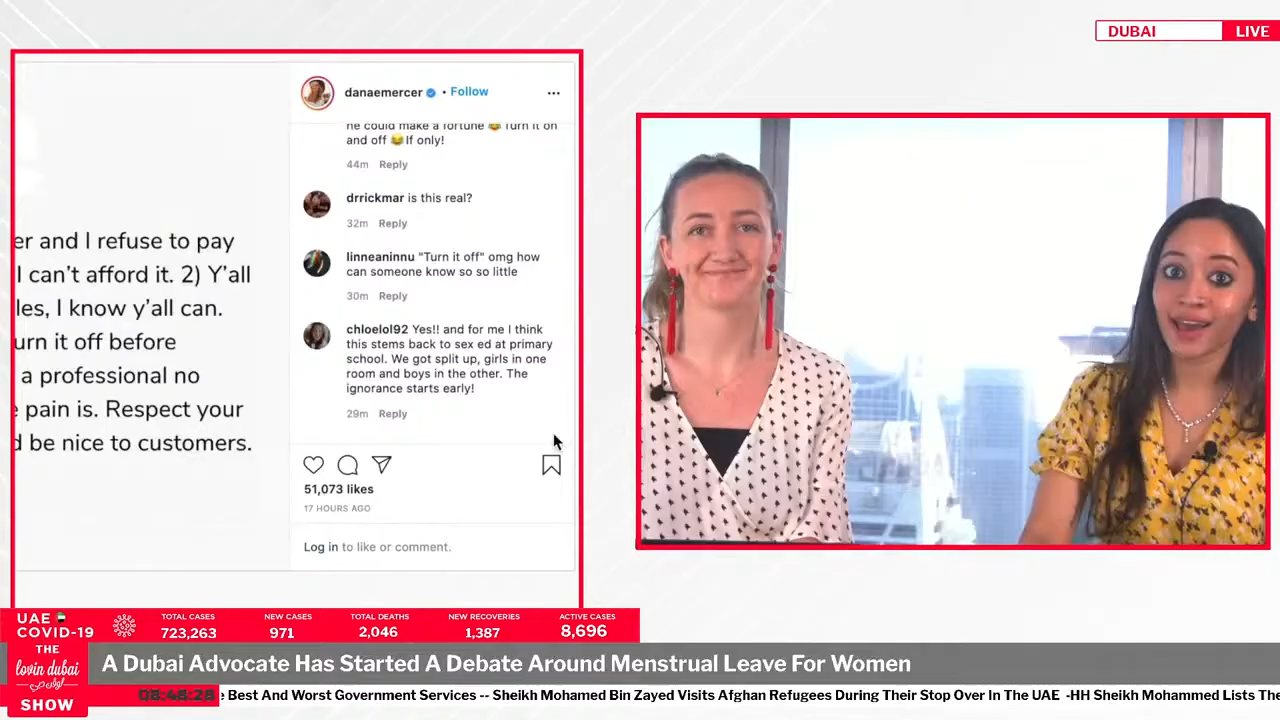 DUBAI LIVE
er and I refuse to pay
I can't afford it. 2) Y'all
les, I know y'all can.
urn it off before
a professional no
e pain is. Respect your
d be nice to customers.
danaemercer • Follow
he could make a fortune 😂 Turn it on
and off 😂 If only!
44m Reply
drrickmar is this real?
32m Reply
linneaninnu "Turn it off" omg how
can someone know so so little
30m Reply
chloelol92 Yes!! and for me I think
this stems back to sex ed at primary
school. We got split up, girls in one
room and boys in the other. The
ignorance starts early!
29m Reply
51,073 likes
17 HOURS AGO
Log in to like or comment.
UAE
COVID-19
TOTAL CASES
723,263
NEW CASES
971
TOTAL DEATHS
2,046
NEW RECOVERIES
1,387
ACTIVE CASES
8,696
THE
lovin dubai
لوڤن دبي
SHOW
A Dubai Advocate Has Started A Debate Around Menstrual Leave For Women
08:48:28 e Best And Worst Government Services -- Sheikh Mohamed Bin Zayed Visits Afghan Refugees During Their Stop Over In The UAE -HH Sheikh Mohammed Lists The